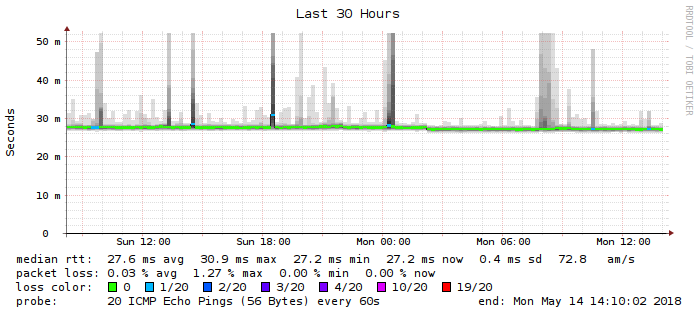 Last 30 Hours
RRDTOOL / TOBI OETIKER
Seconds
50 m
40 m
30 m
20 m
10 m
0
Sun 12:00 Sun 18:00 Mon 00:00 Mon 06:00 Mon 12:00
median rtt: 27.6 ms avg 30.9 ms max 27.2 ms min 27.2 ms now 0.4 ms sd 72.8 am/s
packet loss: 0.03 % avg 1.27 % max 0.00 % min 0.00 % now
loss color: 0 1/20 2/20 3/20 4/20 10/20 19/20
probe: 20 ICMP Echo Pings (56 Bytes) every 60s end: Mon May 14 14:10:02 2018